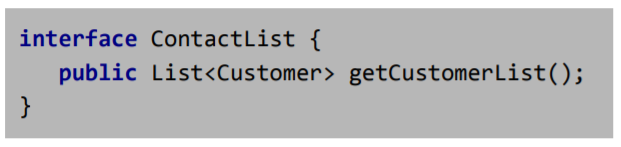 interface ContactList {
public List<Customer> getCustomerList();
}